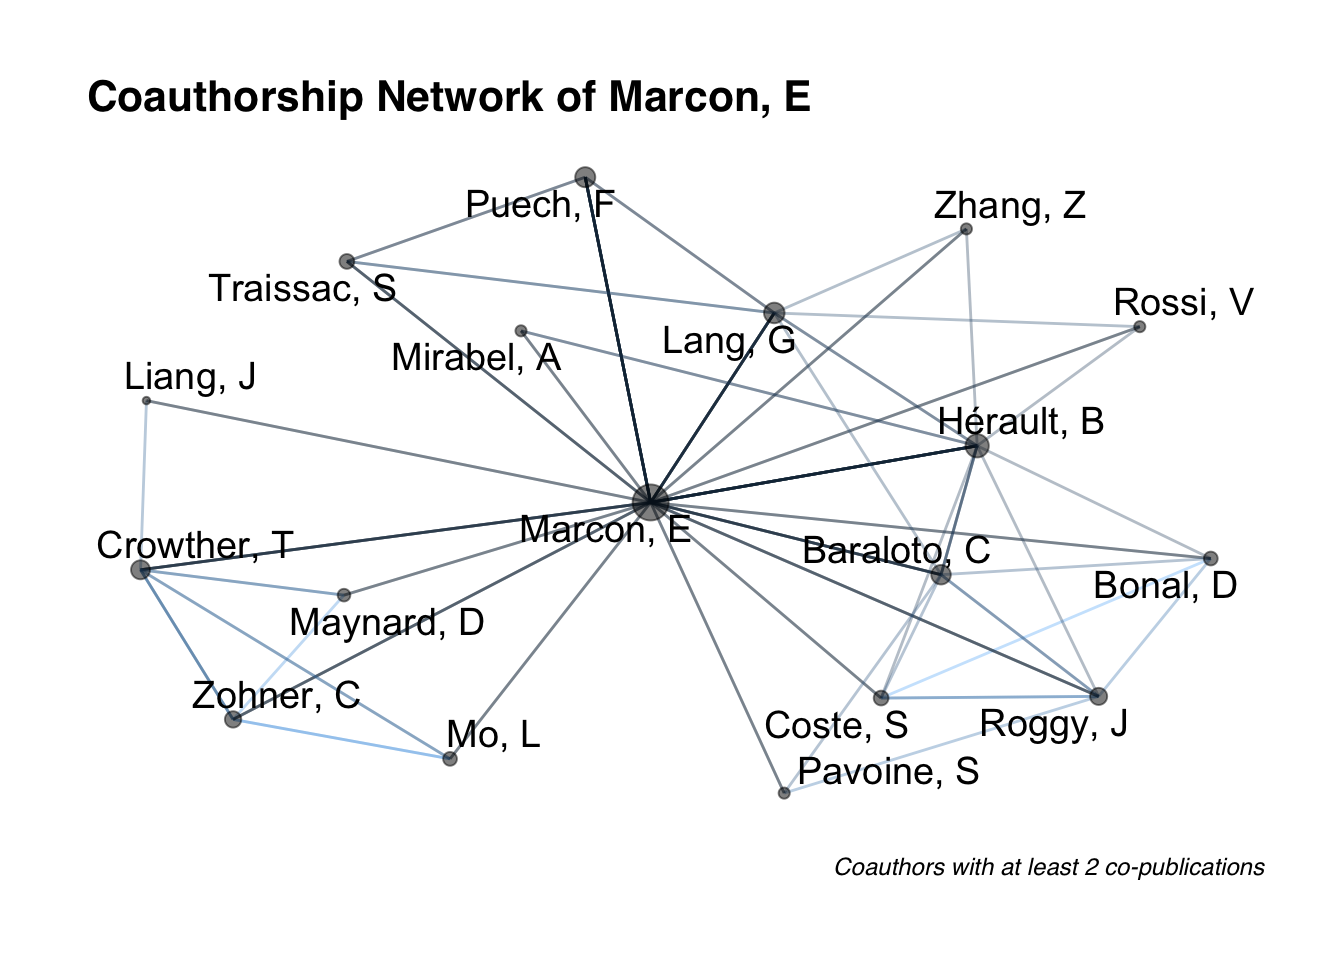 Coauthorship Network of Marcon, E
Puech, F
Zhang, Z
Traissac, S
Rossi, V
Lang, G
Mirabel, A
Liang, J
Hérault, B
Marcon, E
Crowther, T
Baraloto, C
Bonal, D
Maynard, D
Zohner, C
Mo, L
Coste, S
Roggy, J
Pavoine, S
Coauthors with at least 2 co-publications